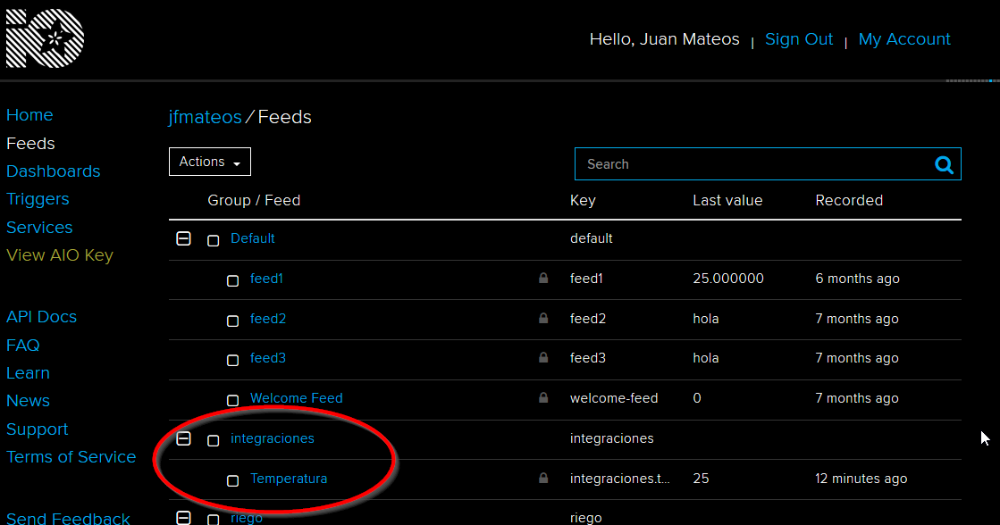 iO
Hello, Juan Mateos | Sign Out | My Account
Home
Feeds
Dashboards
Triggers
Services
View AIO Key
API Docs
FAQ
Learn
News
Support
Terms of Service
Send Feedback
jfmateos / Feeds
Actions
Search
Group / Feed Key Last value Recorded
Default default
feed1 feed1 25.000000 6 months ago
feed2 feed2 hola 7 months ago
feed3 feed3 hola 7 months ago
Welcome Feed welcome-feed 0 7 months ago
integraciones integraciones
Temperatura integraciones.t... 25 12 minutes ago
riego riego